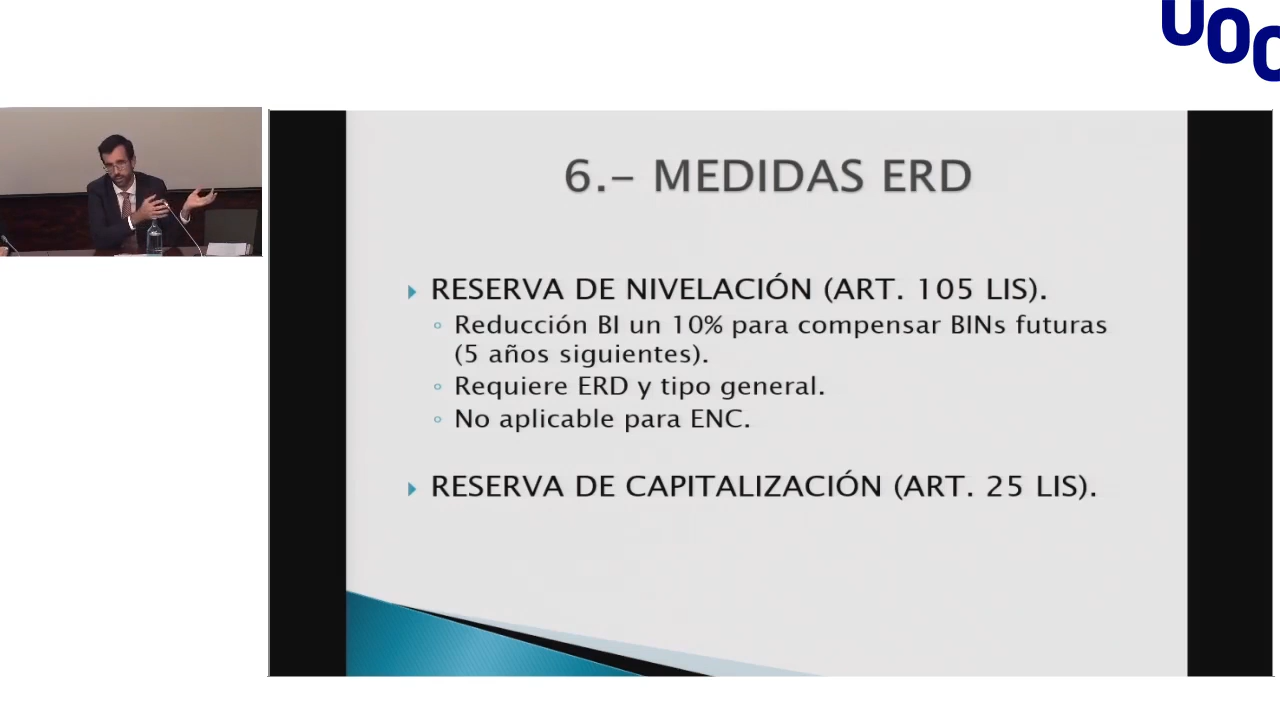 UOC
6.- MEDIDAS ERD
RESERVA DE NIVELACIÓN (ART. 105 LIS).
Reducción BI un 10% para compensar BINs futuras
(5 años siguientes).
Requiere ERD y tipo general.
No aplicable para ENC.
RESERVA DE CAPITALIZACIÓN (ART. 25 LIS).